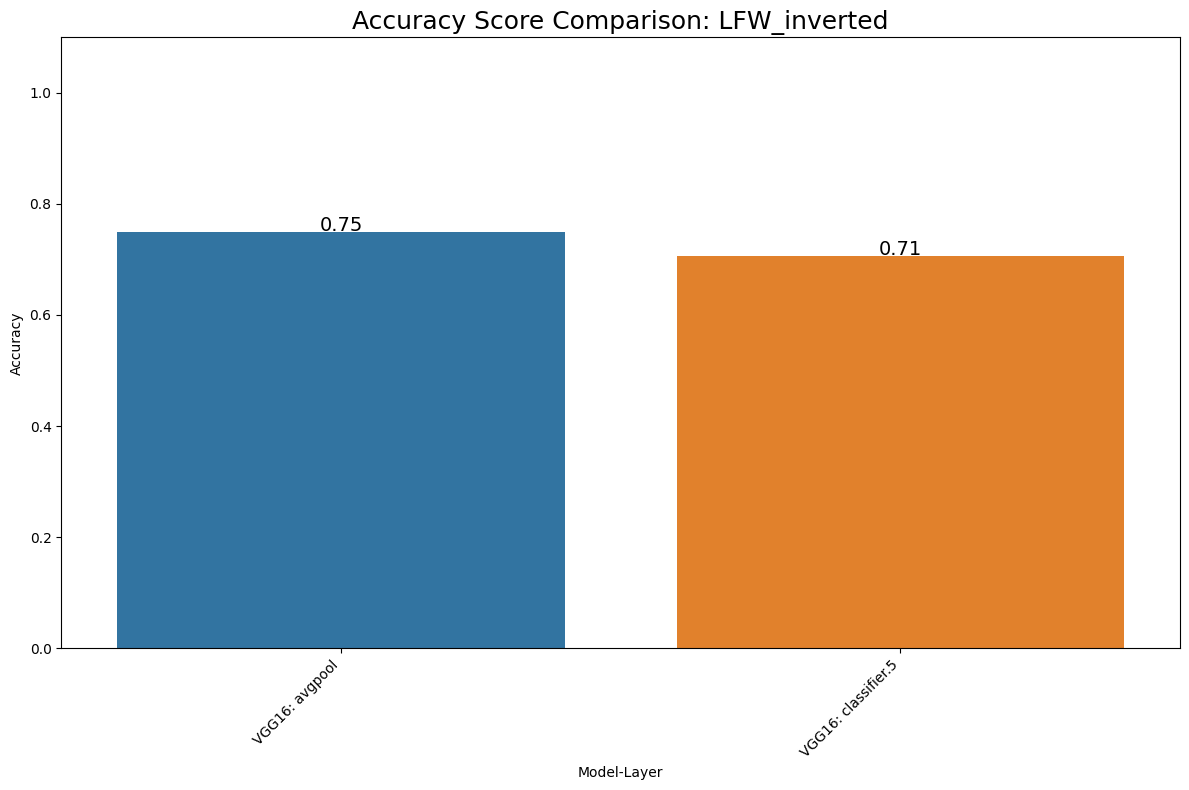 Accuracy Score Comparison: LFW_inverted
1.0
0.8
0.6
0.4
0.2
0.0
Accuracy
0.75
0.71
VGG16: avgpool
VGG16: classifier.5
Model-Layer